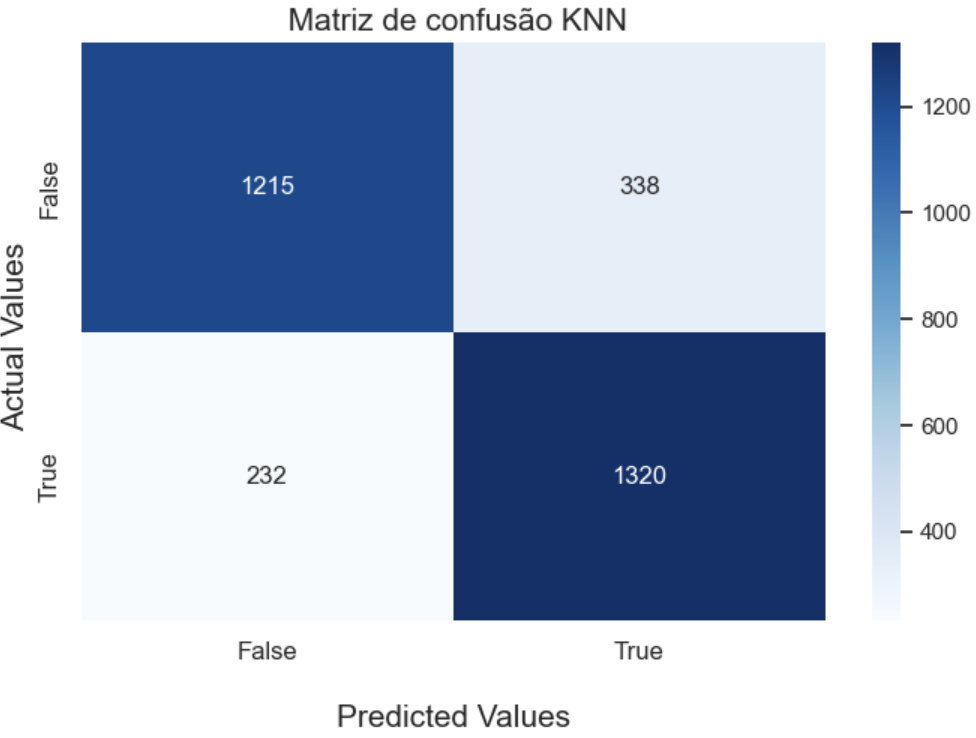 Matriz de confusão KNN
Actual Values
False
1215
338
True
232
1320
False
True
Predicted Values
1200
1000
800
600
400